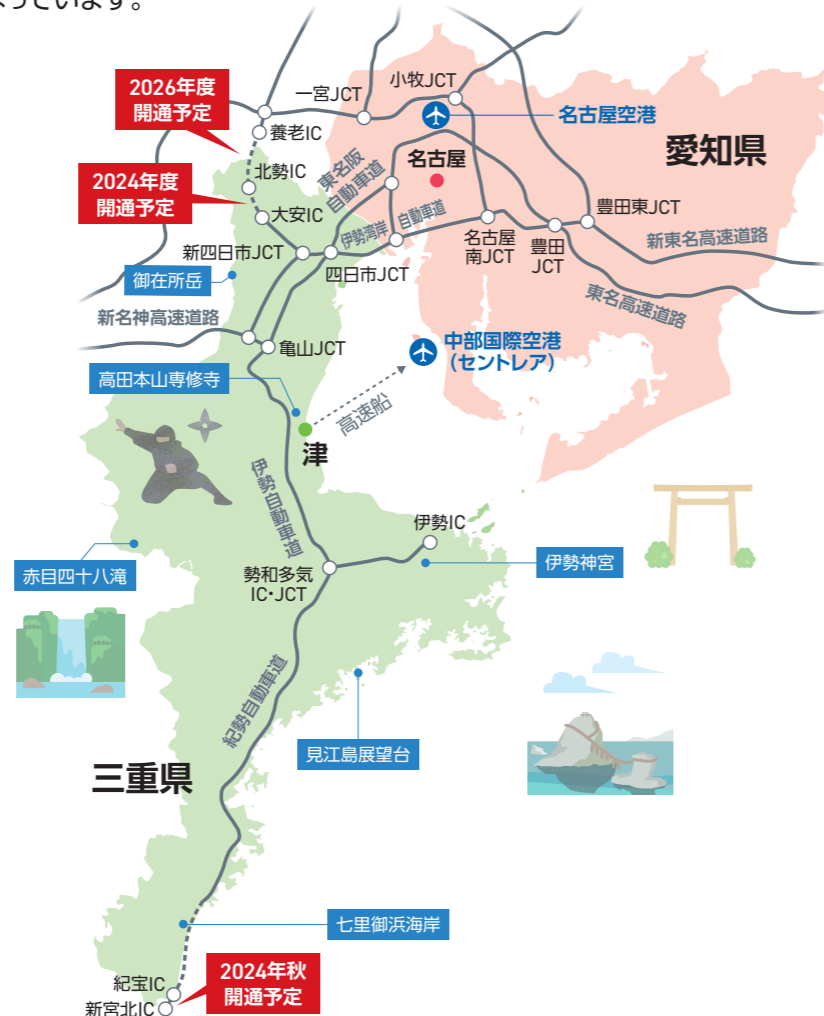 っています。
2026年度
開通予定
一宮JCT
小牧JCT
名古屋空港
養老IC
愛知県
名古屋
2024年度
開通予定
北勢IC
東名阪
自動車道
大安IC
伊勢湾岸
自動車道
豊田東JCT
新四日市JCT
四日市JCT
名古屋
南JCT
豊田
JCT
新東名高速道路
御在所岳
東名高速道路
新名神高速道路
亀山JCT
中部国際空港
(セントレア)
高田本山専修寺
高速船
津
伊勢自動車道
伊勢IC
伊勢神宮
赤目四十八滝
勢和多気
IC・JCT
紀勢自動車道
見江島展望台
三重県
七里御浜海岸
紀宝IC
新宮北IC
2024年秋
開通予定